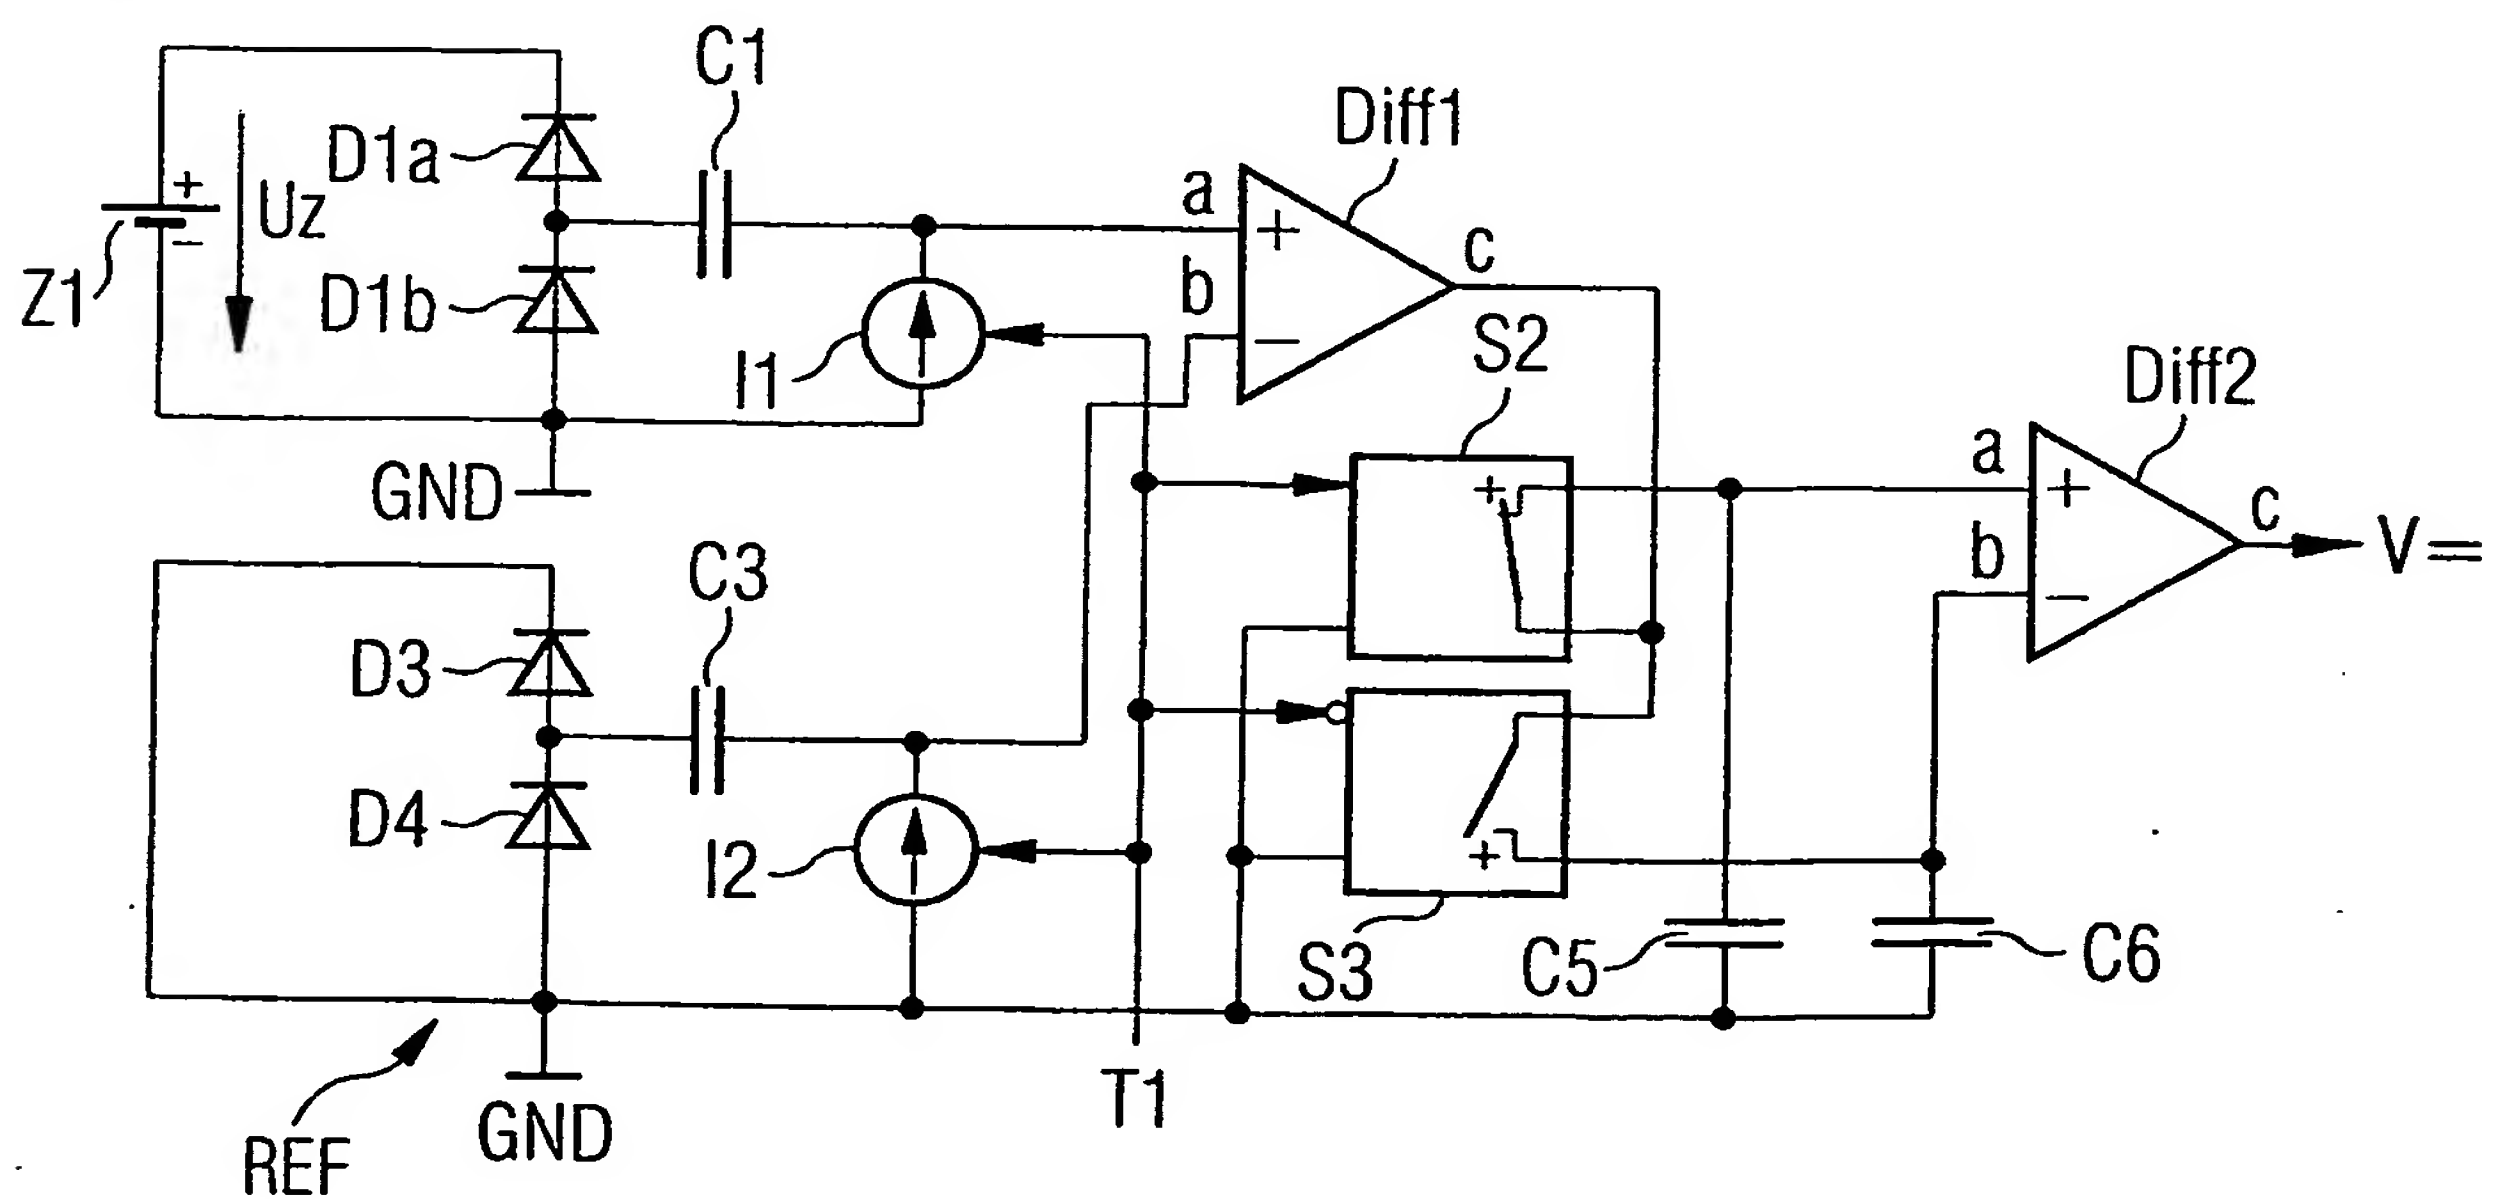 C1
Diff1
D1a
+
Uz
a
+
c
−
Z1
D1b
b
−
S2
I1
Diff2
GND
+
a
+
c
V=
C3
b
−
D3
D4
I2
+
S3
C5
C6
T1
GND
REF